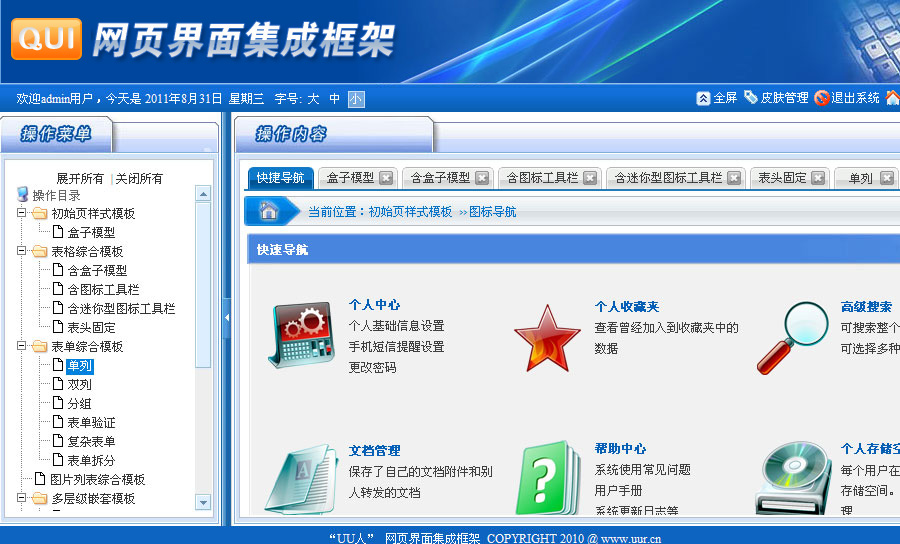 QUI 网页界面集成框架
欢迎admin用户，今天是 2011年8月31日 星期三 字号: 大 中 小
全屏 皮肤管理 退出系统
操作菜单
展开所有 | 关闭所有
操作目录
初始页样式模板
盒子模型
表格综合模板
含盒子模型
含图标工具栏
含迷你型图标工具栏
表头固定
表单综合模板
单列
双列
分组
表单验证
复杂表单
表单拆分
图片列表综合模板
多层级嵌套模板
操作内容
快捷导航 盒子模型 含盒子模型 含图标工具栏 含迷你型图标工具栏 表头固定 单列
当前位置：初始页样式模板 >>图标导航
快速导航
个人中心
个人基础信息设置
手机短信提醒设置
更改密码
个人收藏夹
查看曾经加入到收藏夹中的
数据
高级搜索
可搜索整个
可选择多种
文档管理
保存了自己的文档附件和别
人转发的文档
帮助中心
系统使用常见问题
用户手册
系统更新日志等
个人存储空
每个用户在
存储空间。
理
“UU人” 网页界面集成框架 COPYRIGHT 2010 @ www.uur.cn